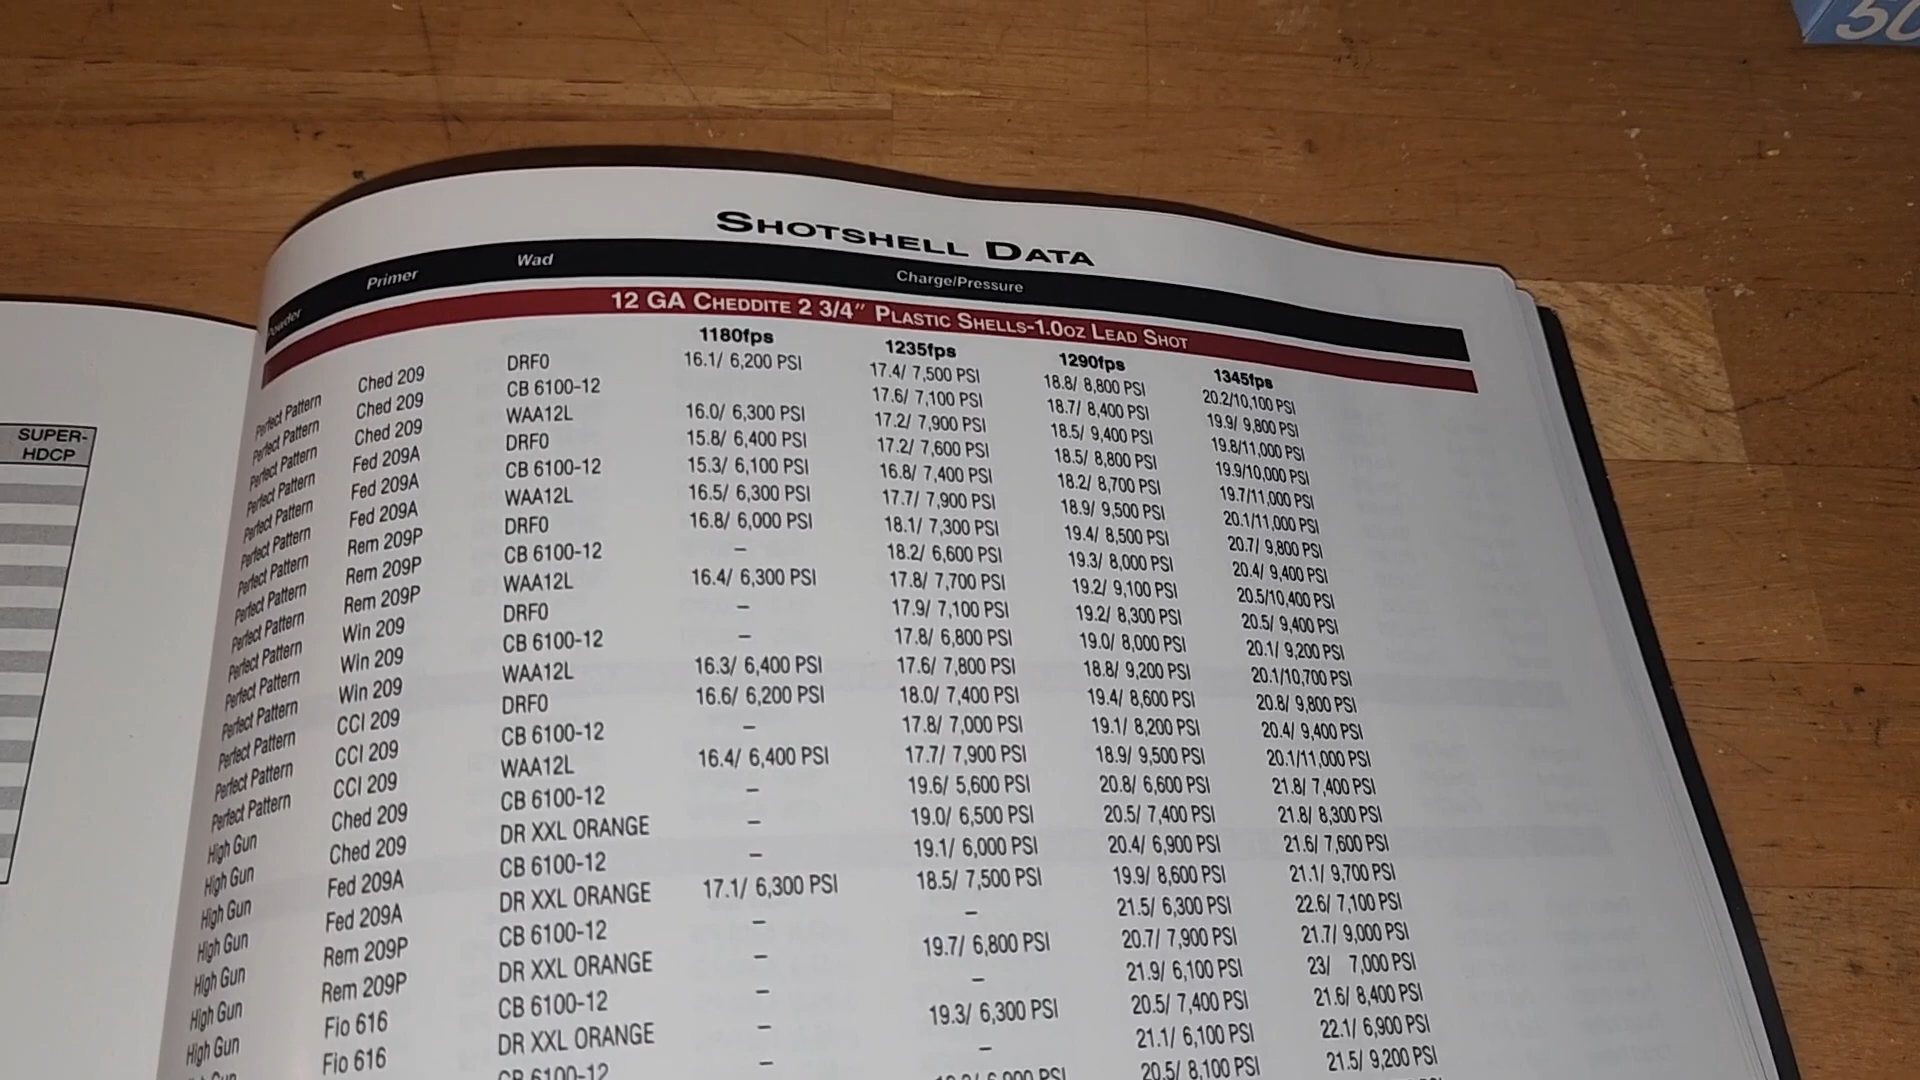 50
SUPER-
HDCP
SHOTSHELL DATA
Powder Primer Wad Charge/Pressure
12 GA CHEDDITE 2 3/4" PLASTIC SHELLS-1.0OZ LEAD SHOT
1180fps 1235fps 1290fps 1345fps
Perfect Pattern Ched 209 DRF0 16.1/ 6,200 PSI 17.4/ 7,500 PSI 18.8/ 8,800 PSI 20.2/10,100 PSI
Perfect Pattern Ched 209 CB 6100-12 17.6/ 7,100 PSI 18.7/ 8,400 PSI 19.9/ 9,800 PSI
Perfect Pattern Ched 209 WAA12L 16.0/ 6,300 PSI 17.2/ 7,900 PSI 18.5/ 9,400 PSI 19.8/11,000 PSI
Perfect Pattern Fed 209A DRF0 15.8/ 6,400 PSI 17.2/ 7,600 PSI 18.5/ 8,800 PSI 19.9/10,000 PSI
Perfect Pattern Fed 209A CB 6100-12 15.3/ 6,100 PSI 16.8/ 7,400 PSI 18.2/ 8,700 PSI 19.7/11,000 PSI
Perfect Pattern Fed 209A WAA12L 16.5/ 6,300 PSI 17.7/ 7,900 PSI 18.9/ 9,500 PSI 20.1/11,000 PSI
Perfect Pattern Rem 209P DRF0 16.8/ 6,000 PSI 18.1/ 7,300 PSI 19.4/ 8,500 PSI 20.7/ 9,800 PSI
Perfect Pattern Rem 209P CB 6100-12 – 18.2/ 6,600 PSI 19.3/ 8,000 PSI 20.4/ 9,400 PSI
Perfect Pattern Rem 209P WAA12L 16.4/ 6,300 PSI 17.8/ 7,700 PSI 19.2/ 9,100 PSI 20.5/10,400 PSI
Perfect Pattern Win 209 DRF0 – 17.9/ 7,100 PSI 19.2/ 8,300 PSI 20.5/ 9,400 PSI
Perfect Pattern Win 209 CB 6100-12 – 17.8/ 6,800 PSI 19.0/ 8,000 PSI 20.1/ 9,200 PSI
Perfect Pattern Win 209 WAA12L 16.3/ 6,400 PSI 17.6/ 7,800 PSI 18.8/ 9,200 PSI 20.1/10,700 PSI
Perfect Pattern CCI 209 DRF0 16.6/ 6,200 PSI 18.0/ 7,400 PSI 19.4/ 8,600 PSI 20.8/ 9,800 PSI
Perfect Pattern CCI 209 CB 6100-12 – 17.8/ 7,000 PSI 19.1/ 8,200 PSI 20.4/ 9,400 PSI
Perfect Pattern CCI 209 WAA12L 16.4/ 6,400 PSI 17.7/ 7,900 PSI 18.9/ 9,500 PSI 20.1/11,000 PSI
High Gun Ched 209 CB 6100-12 – 19.6/ 5,600 PSI 20.8/ 6,600 PSI 21.8/ 7,400 PSI
High Gun Ched 209 DR XXL ORANGE – 19.0/ 6,500 PSI 20.5/ 7,400 PSI 21.8/ 8,300 PSI
High Gun Fed 209A CB 6100-12 – 19.1/ 6,000 PSI 20.4/ 6,900 PSI 21.6/ 7,600 PSI
High Gun Fed 209A DR XXL ORANGE 17.1/ 6,300 PSI 18.5/ 7,500 PSI 19.9/ 8,600 PSI 21.1/ 9,700 PSI
High Gun Rem 209P CB 6100-12 – – 21.5/ 6,300 PSI 22.6/ 7,100 PSI
High Gun Rem 209P DR XXL ORANGE – 19.7/ 6,800 PSI 20.7/ 7,900 PSI 21.7/ 9,000 PSI
High Gun Fio 616 CB 6100-12 – – 21.9/ 6,100 PSI 23/ 7,000 PSI
Gun Fio 616 DR XXL ORANGE – 19.3/ 6,300 PSI 20.5/ 7,400 PSI 21.6/ 8,400 PSI
CB 6100-12 – – 21.1/ 6,100 PSI 22.1/ 6,900 PSI
20.5/ 8,100 PSI 21.5/ 9,200 PSI